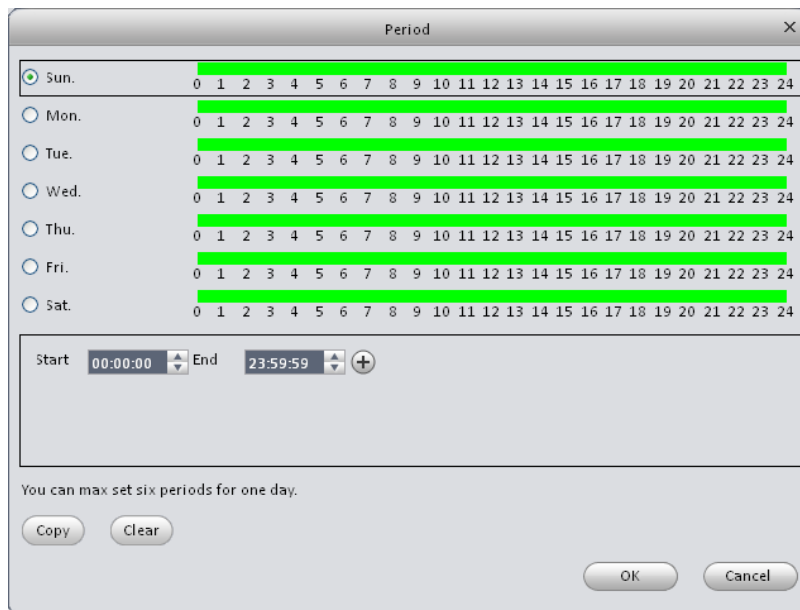 Period
Sun.
0 1 2 3 4 5 6 7 8 9 10 11 12 13 14 15 16 17 18 19 20 21 22 23 24
Mon.
0 1 2 3 4 5 6 7 8 9 10 11 12 13 14 15 16 17 18 19 20 21 22 23 24
Tue.
0 1 2 3 4 5 6 7 8 9 10 11 12 13 14 15 16 17 18 19 20 21 22 23 24
Wed.
0 1 2 3 4 5 6 7 8 9 10 11 12 13 14 15 16 17 18 19 20 21 22 23 24
Thu.
0 1 2 3 4 5 6 7 8 9 10 11 12 13 14 15 16 17 18 19 20 21 22 23 24
Fri.
0 1 2 3 4 5 6 7 8 9 10 11 12 13 14 15 16 17 18 19 20 21 22 23 24
Sat.
0 1 2 3 4 5 6 7 8 9 10 11 12 13 14 15 16 17 18 19 20 21 22 23 24
Start 00:00:00 End 23:59:59
You can max set six periods for one day.
Copy Clear
OK Cancel